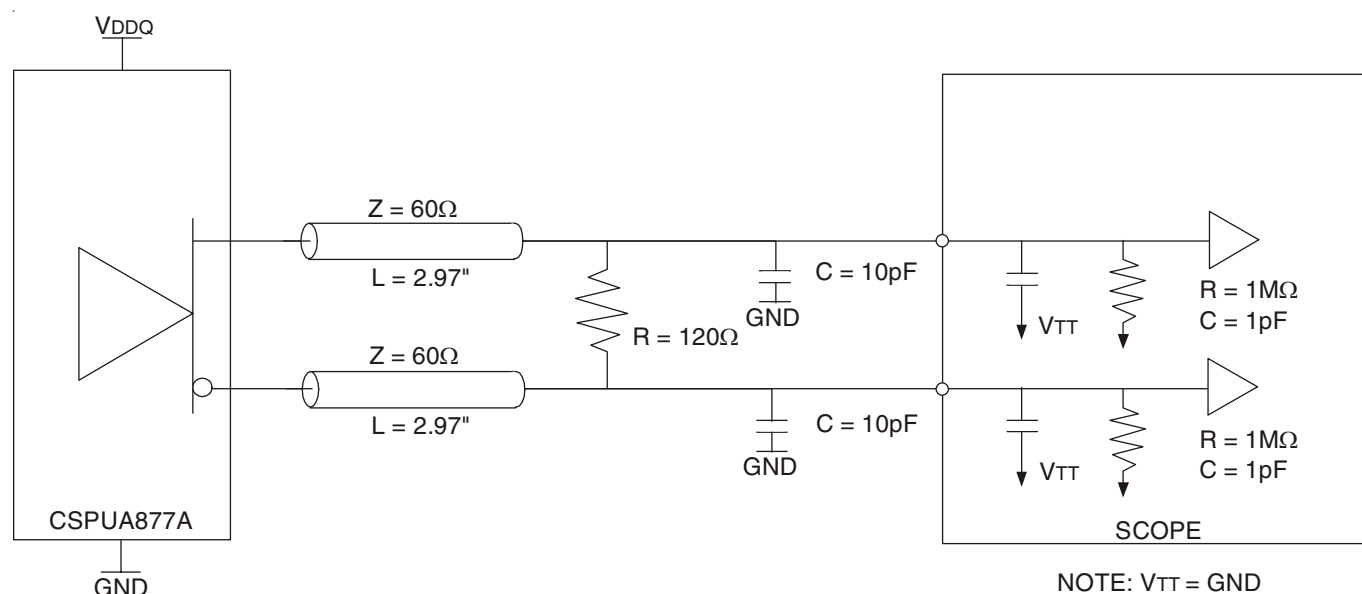 VDDQ
Z = 60Ω
L = 2.97"
C = 10pF
GND
R = 1MΩ
C = 1pF
VTT
R = 120Ω
Z = 60Ω
L = 2.97"
C = 10pF
GND
R = 1MΩ
C = 1pF
VTT
CSPUA877A
SCOPE
GND
NOTE: VTT = GND